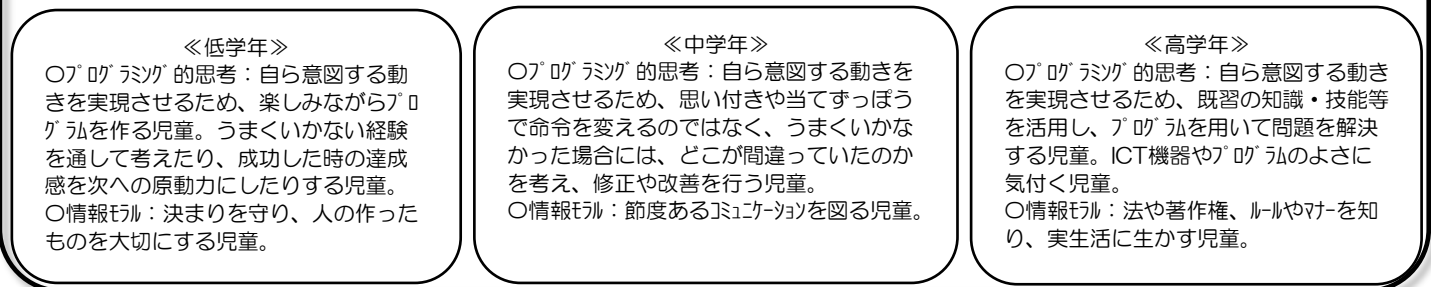 ≪低学年≫
○ﾌﾟﾛｸﾞﾗﾐﾝｸﾞ的思考：自ら意図する動
きを実現させるため、楽しみながらﾌﾟﾛ
ｸﾞﾗﾑを作る児童。うまくいかない経験
を通して考えたり、成功した時の達成
感を次への原動力にしたりする児童。
○情報ﾓﾗﾙ：決まりを守り、人の作った
ものを大切にする児童。
≪中学年≫
○ﾌﾟﾛｸﾞﾗﾐﾝｸﾞ的思考：自ら意図する動きを
実現させるため、思い付きや当てずっぽう
で命令を変えるのではなく、うまくいかな
かった場合には、どこが間違っていたのか
を考え、修正や改善を行う児童。
○情報ﾓﾗﾙ：節度あるｺﾐｭﾆｹｰｼｮﾝを図る児童。
≪高学年≫
○ﾌﾟﾛｸﾞﾗﾐﾝｸﾞ的思考：自ら意図する動き
を実現させるため、既習の知識・技能等
を活用し、ﾌﾟﾛｸﾞﾗﾑを用いて問題を解決
する児童。ICT機器やﾌﾟﾛｸﾞﾗﾑのよさに
気付く児童。
○情報ﾓﾗﾙ：法や著作権、ﾙｰﾙやﾏﾅｰを知
り、実生活に生かす児童。